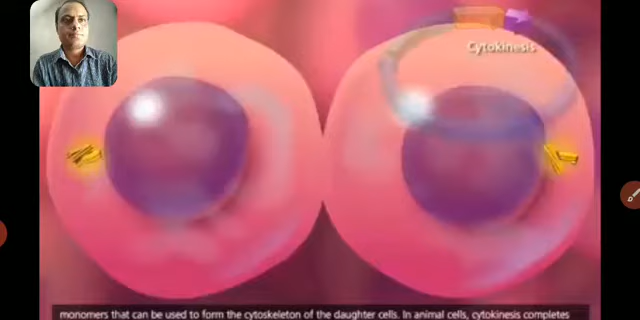 Cytokinesis
monomers that can be used to form the cytoskeleton of the daughter cells. In animal cells, cytokinesis completes